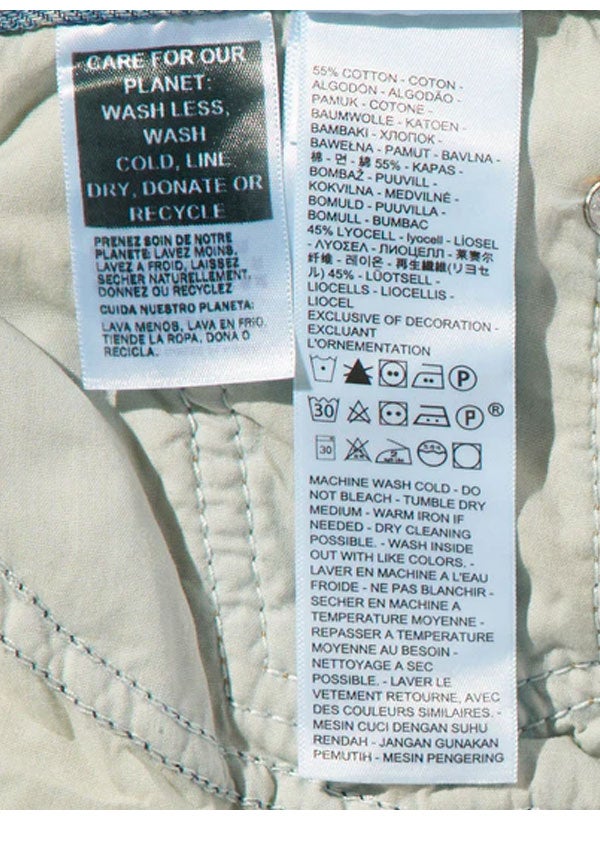 CARE FOR OUR
PLANET:
WASH LESS,
WASH
COLD, LINE
DRY, DONATE OR
RECYCLE
PRENEZ SOIN DE NOTRE
PLANETE: LAVEZ MOINS,
LAVEZ A FROID, LAISSEZ
SECHER NATURELLEMENT,
DONNEZ OU RECYCLEZ
CUIDA NUESTRO PLANETA:
LAVA MENOS, LAVA EN FRIO,
TIENDE LA ROPA, DONA O
RECICLA.
55% COTTON - COTON -
ALGODON - ALGODÃO -
PAMUK - COTONE -
BAUMWOLLE - KATOEN -
BAMBAKI - ХЛОПОК -
BAWEŁNA - PAMUT - BAVLNA -
棉 - 면 - 綿 55% - KAPAS -
BOMBAŽ - PUUVILL -
KOKVILNA - MEDVILNĖ -
BOMULD - PUUVILLA -
BOMULL - BUMBAC
45% LYOCELL - lyocell - LİOSEL
- ΛΥΟΣΕΛ - ЛИОЦЕЛЛ - 莱赛尔
纤维 - 레이온 - 再生繊維(リヨセ
ル) 45% - LÜOTSELL -
LIOCELLS - LIOCELLIS -
LIOCEL
EXCLUSIVE OF DECORATION -
EXCLUANT
L'ORNEMENTATION
P
30 P ®
30
MACHINE WASH COLD - DO
NOT BLEACH - TUMBLE DRY
MEDIUM - WARM IRON IF
NEEDED - DRY CLEANING
POSSIBLE. - WASH INSIDE
OUT WITH LIKE COLORS. -
LAVER EN MACHINE A L'EAU
FROIDE - NE PAS BLANCHIR -
SECHER EN MACHINE A
TEMPERATURE MOYENNE -
REPASSER A TEMPERATURE
MOYENNE AU BESOIN -
NETTOYAGE A SEC
POSSIBLE. - LAVER LE
VETEMENT RETOURNE, AVEC
DES COULEURS SIMILAIRES. -
MESIN CUCI DENGAN SUHU
RENDAH - JANGAN GUNAKAN
PEMUTIH - MESIN PENGERING